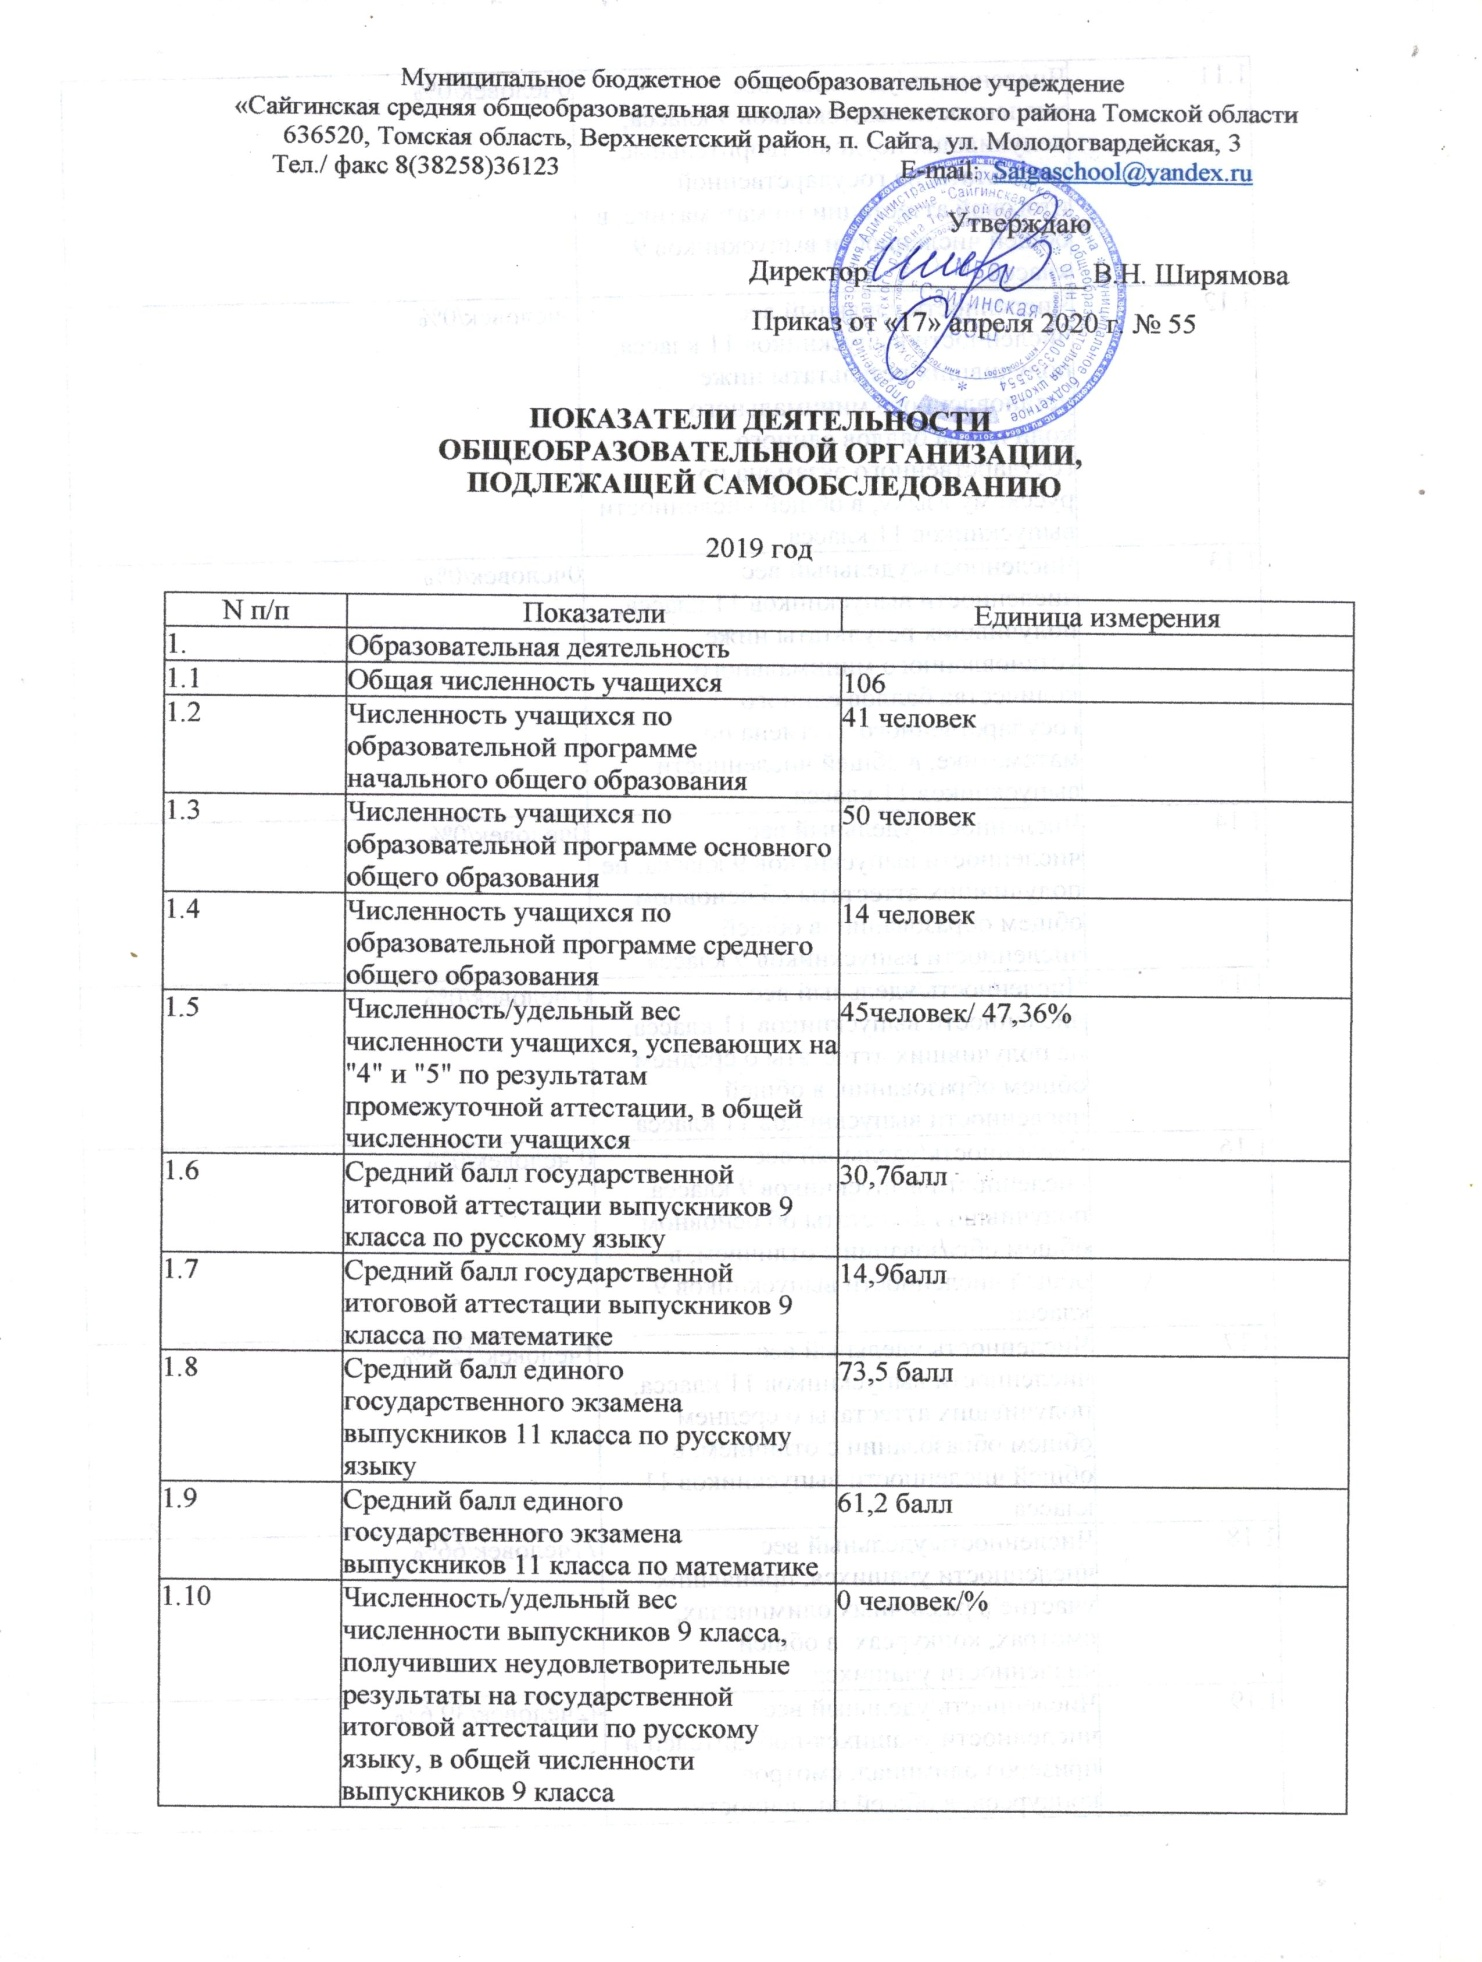 Муниципальное бюджетное общеобразовательное учреждение
«Сайгинская средняя общеобразовательная школа» Верхнекетского района Томской области
636520, Томская область, Верхнекетский район, п. Сайга, ул. Молодогвардейская, 3
Тел./ факс 8(38258)36123 E-mail: Saigaschool@yandex.ru
Утверждаю
Директор________________ В.Н. Ширямова
Приказ от «17» апреля 2020 г. № 55
МБОУ
"Сайгинская
СОШ"
ПОКАЗАТЕЛИ ДЕЯТЕЛЬНОСТИ
ОБЩЕОБРАЗОВАТЕЛЬНОЙ ОРГАНИЗАЦИИ,
ПОДЛЕЖАЩЕЙ САМООБСЛЕДОВАНИЮ
2019 год
N п/п Показатели Единица измерения
1. Образовательная деятельность
1.1 Общая численность учащихся 106
1.2 Численность учащихся по 41 человек
образовательной программе
начального общего образования
1.3 Численность учащихся по 50 человек
образовательной программе основного
общего образования
1.4 Численность учащихся по 14 человек
образовательной программе среднего
общего образования
1.5 Численность/удельный вес 45человек/ 47,36%
численности учащихся, успевающих на
"4" и "5" по результатам
промежуточной аттестации, в общей
численности учащихся
1.6 Средний балл государственной 30,7балл
итоговой аттестации выпускников 9
класса по русскому языку
1.7 Средний балл государственной 14,9балл
итоговой аттестации выпускников 9
класса по математике
1.8 Средний балл единого 73,5 балл
государственного экзамена
выпускников 11 класса по русскому
языку
1.9 Средний балл единого 61,2 балл
государственного экзамена
выпускников 11 класса по математике
1.10 Численность/удельный вес 0 человек/%
численности выпускников 9 класса,
получивших неудовлетворительные
результаты на государственной
итоговой аттестации по русскому
языку, в общей численности
выпускников 9 класса